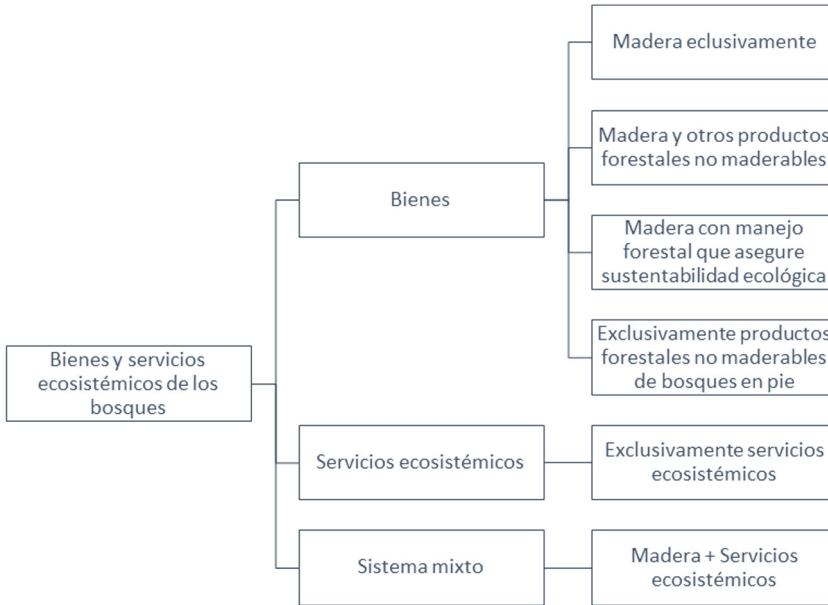 Madera eclusivamente
Madera y otros productos
forestales no maderables
Bienes
Madera con manejo
forestal que asegure
sustentabilidad ecológica
Exclusivamente productos
forestales no maderables
de bosques en pie
Bienes y servicios
ecosistémicos de los
bosques
Servicios ecosistémicos
Exclusivamente servicios
ecosistémicos
Sistema mixto
Madera + Servicios
ecosistémicos